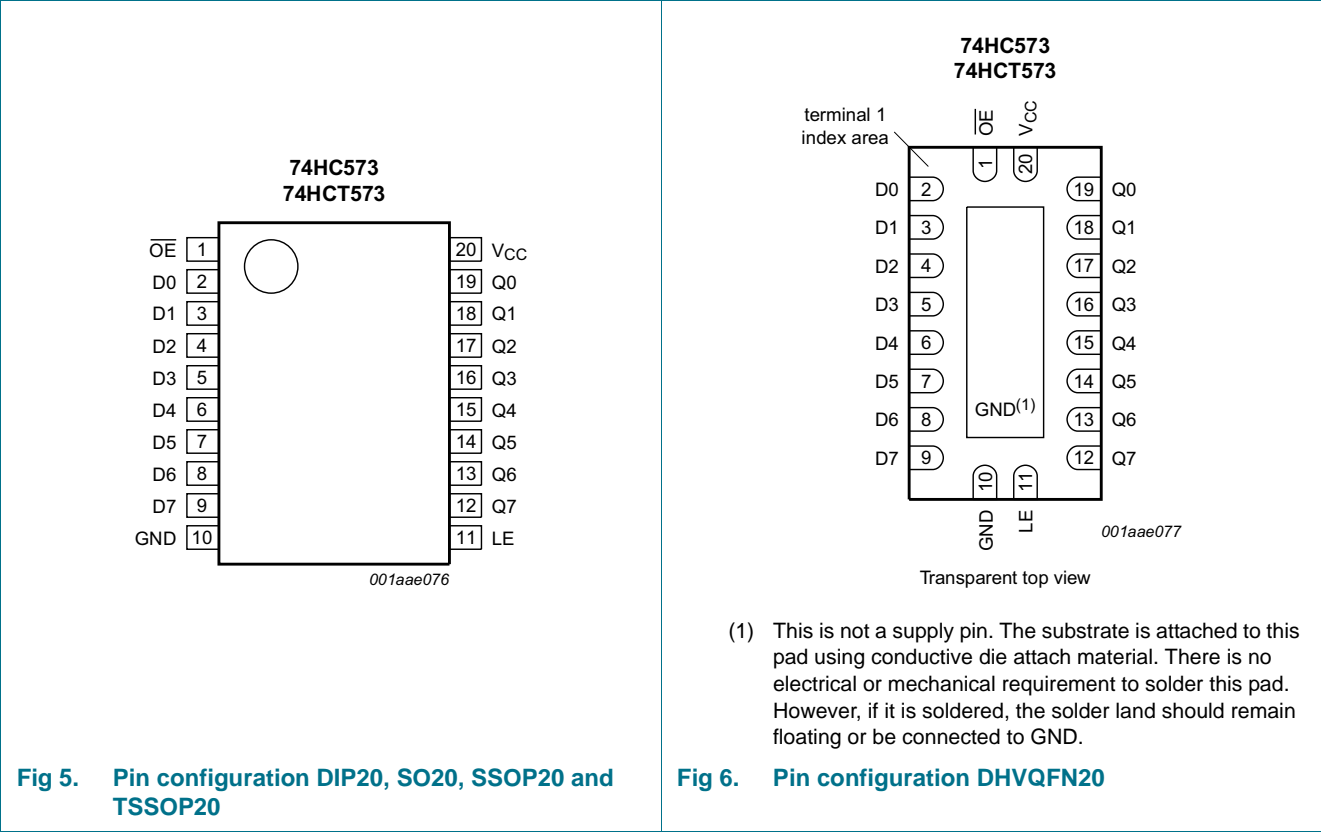 74HC573
74HCT573
OE 1
D0 2
D1 3
D2 4
D3 5
D4 6
D5 7
D6 8
D7 9
GND 10
20 VCC
19 Q0
18 Q1
17 Q2
16 Q3
15 Q4
14 Q5
13 Q6
12 Q7
11 LE
001aae076
Fig 5. Pin configuration DIP20, SO20, SSOP20 and
TSSOP20
74HC573
74HCT573
terminal 1
index area
OE
VCC
1
20
D0 2
D1 3
D2 4
D3 5
D4 6
D5 7
D6 8
D7 9
19 Q0
18 Q1
17 Q2
16 Q3
15 Q4
14 Q5
13 Q6
12 Q7
GND(1)
10
11
GND
LE
001aae077
Transparent top view
(1) This is not a supply pin. The substrate is attached to this
pad using conductive die attach material. There is no
electrical or mechanical requirement to solder this pad.
However, if it is soldered, the solder land should remain
floating or be connected to GND.
Fig 6. Pin configuration DHVQFN20